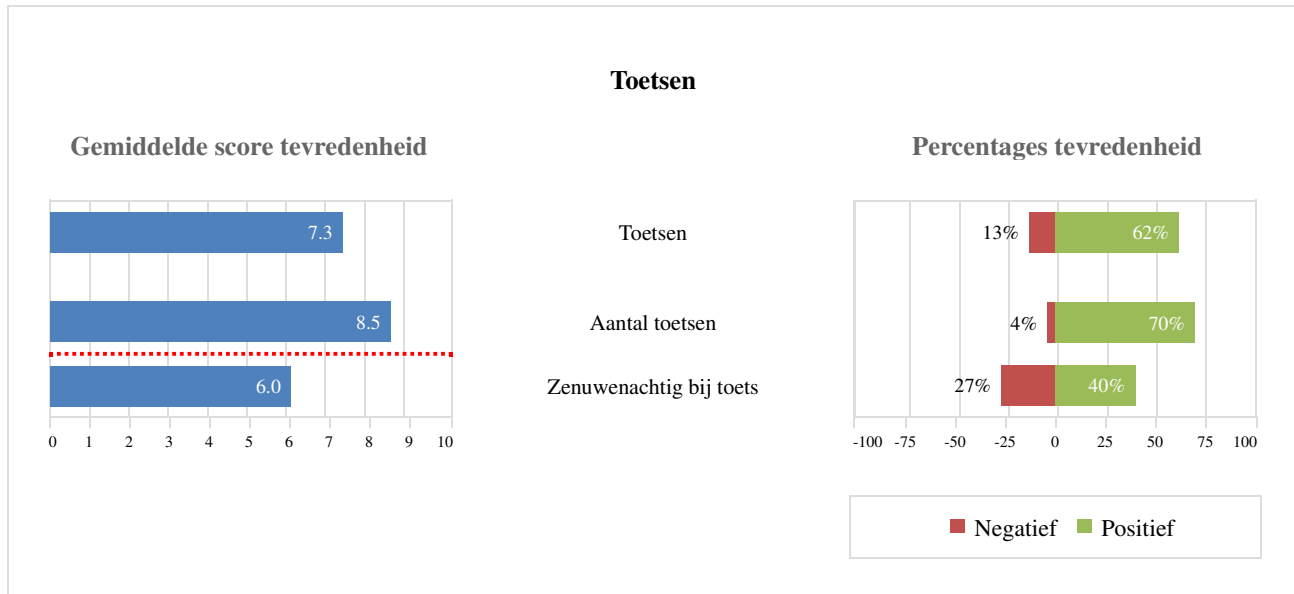 Toetsen
Gemiddelde score tevredenheid
Percentages tevredenheid
7.3
Toetsen
13%
62%
8.5
Aantal toetsen
4%
70%
6.0
Zenuwenachtig bij toets
27%
40%
0 1 2 3 4 5 6 7 8 9 10
-100 -75 -50 -25 0 25 50 75 100
Negatief Positief